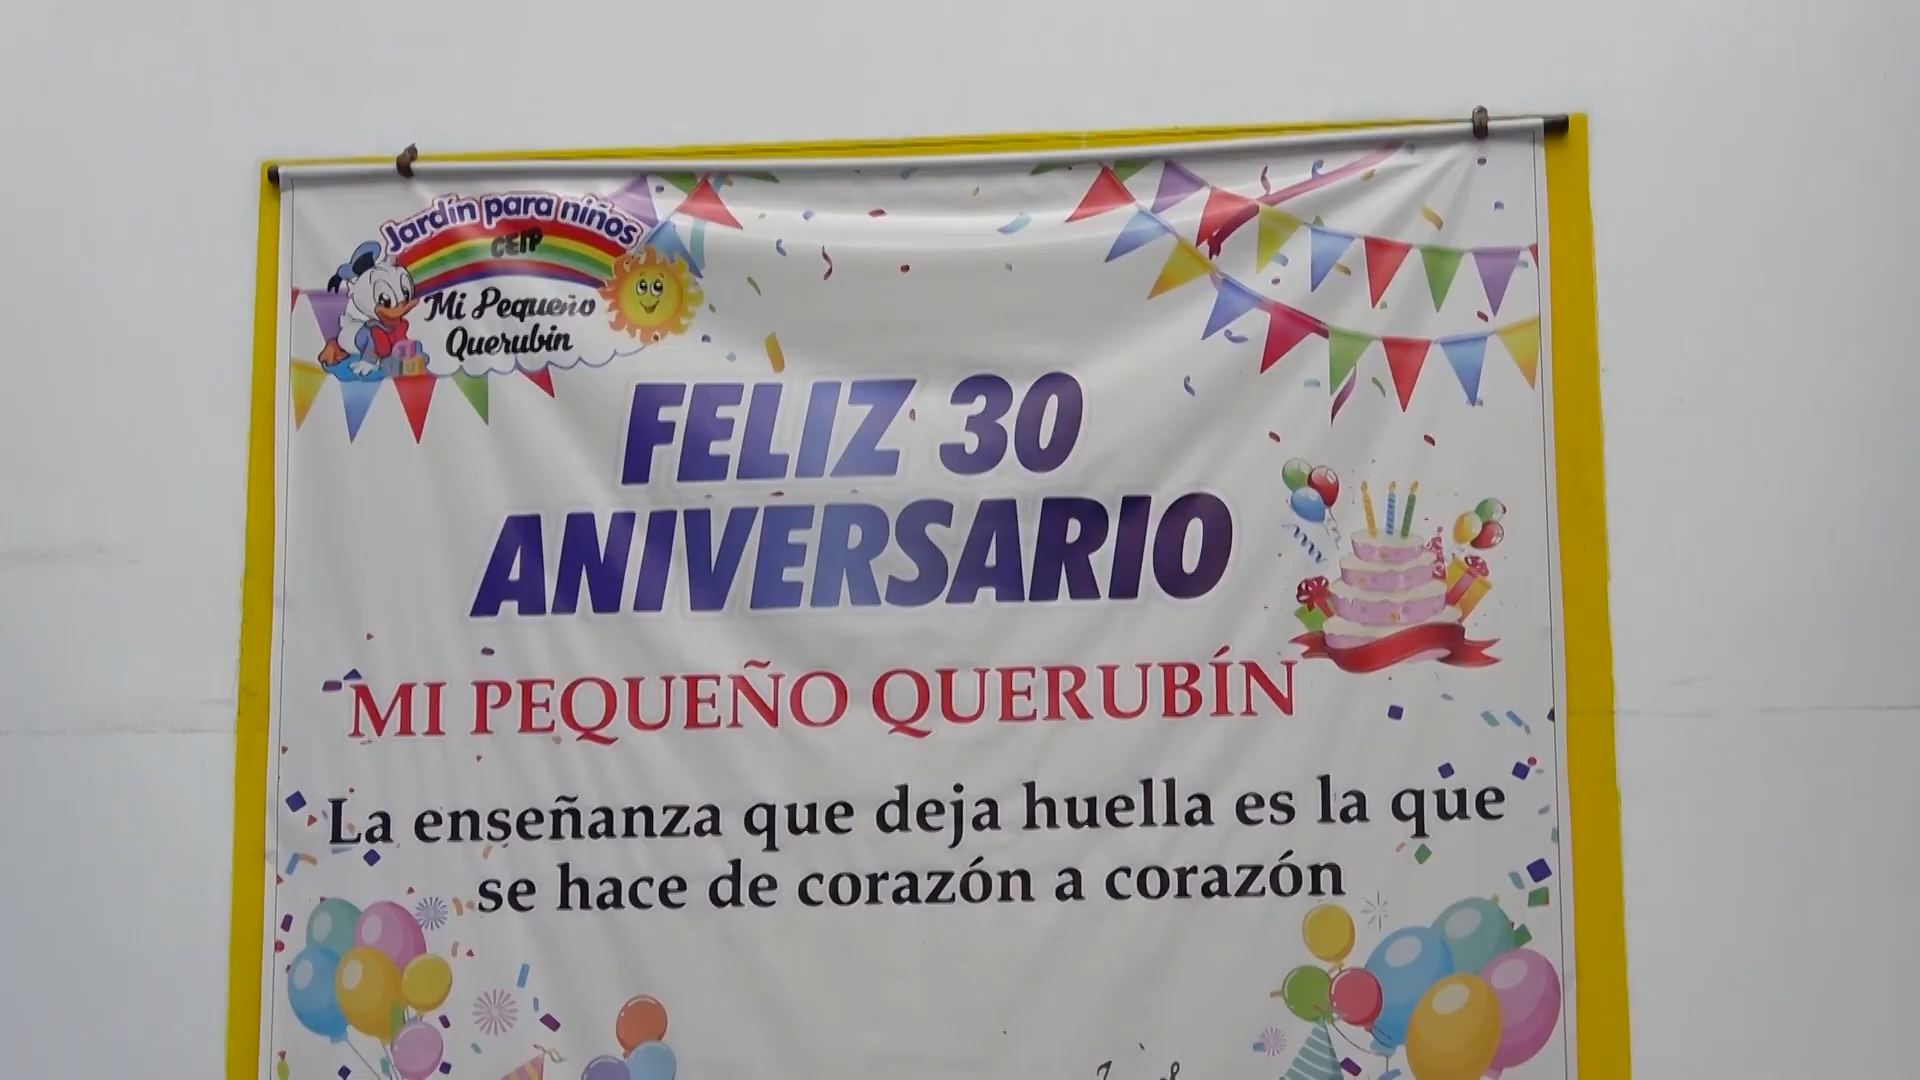 Jardín para niños
CEIP
Mi Pequeño
Querubín
FELIZ 30
ANIVERSARIO
MI PEQUEÑO QUERUBÍN
La enseñanza que deja huella es la que
se hace de corazón a corazón